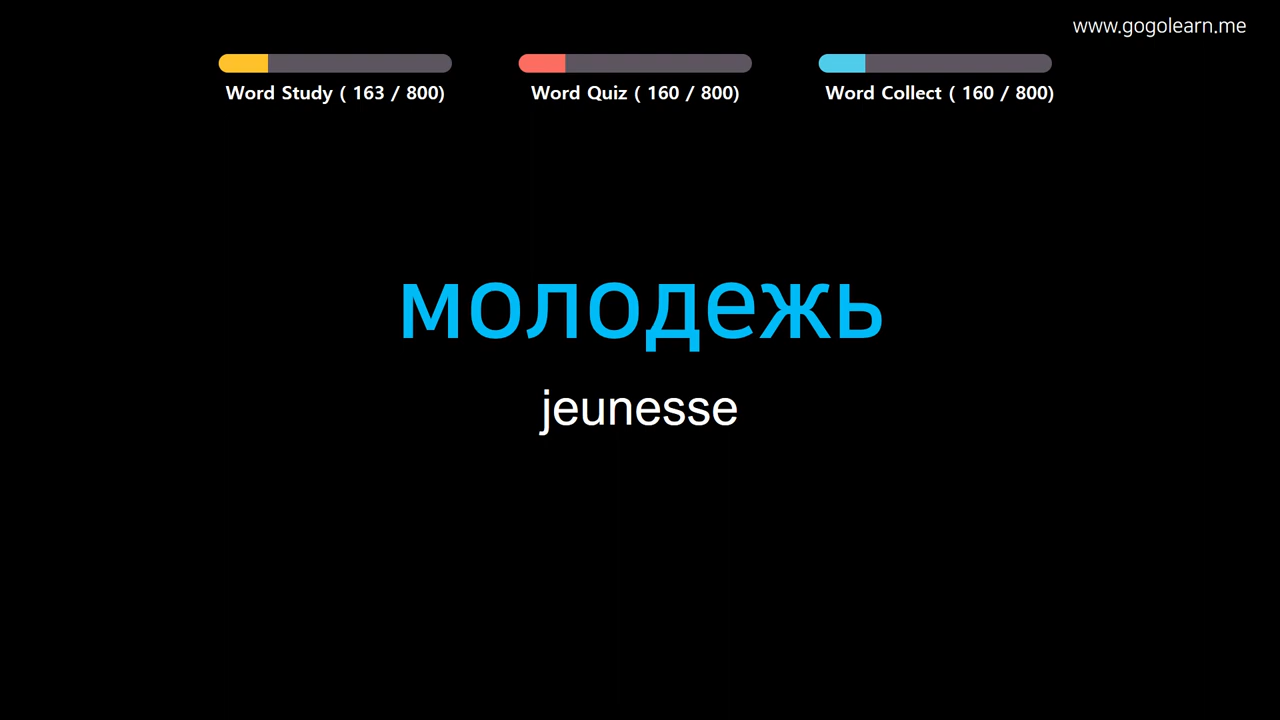 www.gogolearn.me
Word Study ( 163 / 800)
Word Quiz ( 160 / 800)
Word Collect ( 160 / 800)
молодежь
jeunesse